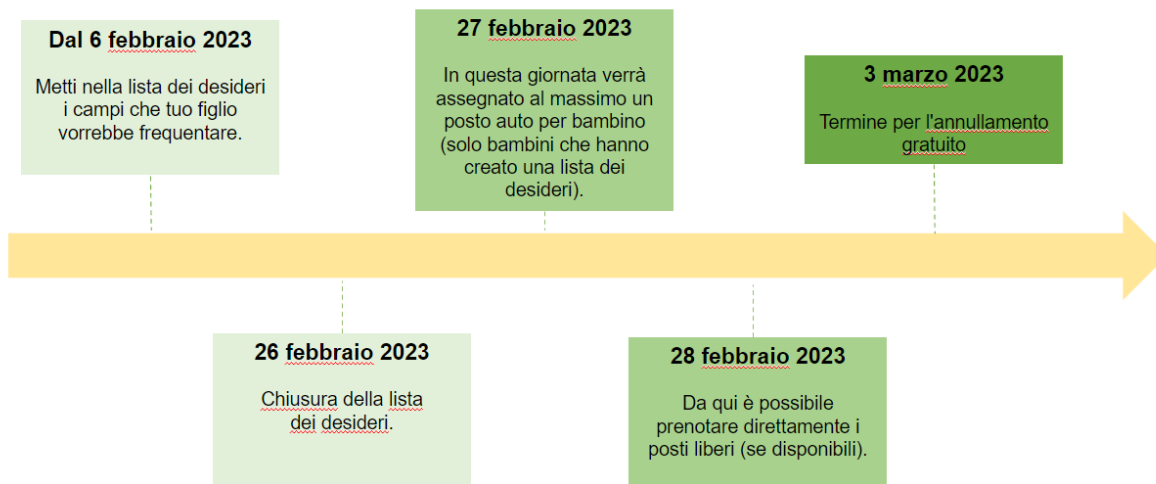 Dal 6 febbraio 2023
Metti nella lista dei desideri
i campi che tuo figlio
vorrebbe frequentare.
26 febbraio 2023
Chiusura della lista
dei desideri.
27 febbraio 2023
In questa giornata verrà
assegnato al massimo un
posto auto per bambino
(solo bambini che hanno
creato una lista dei
desideri).
28 febbraio 2023
Da qui è possibile
prenotare direttamente i
posti liberi (se disponibili).
3 marzo 2023
Termine per l'annullamento
gratuito